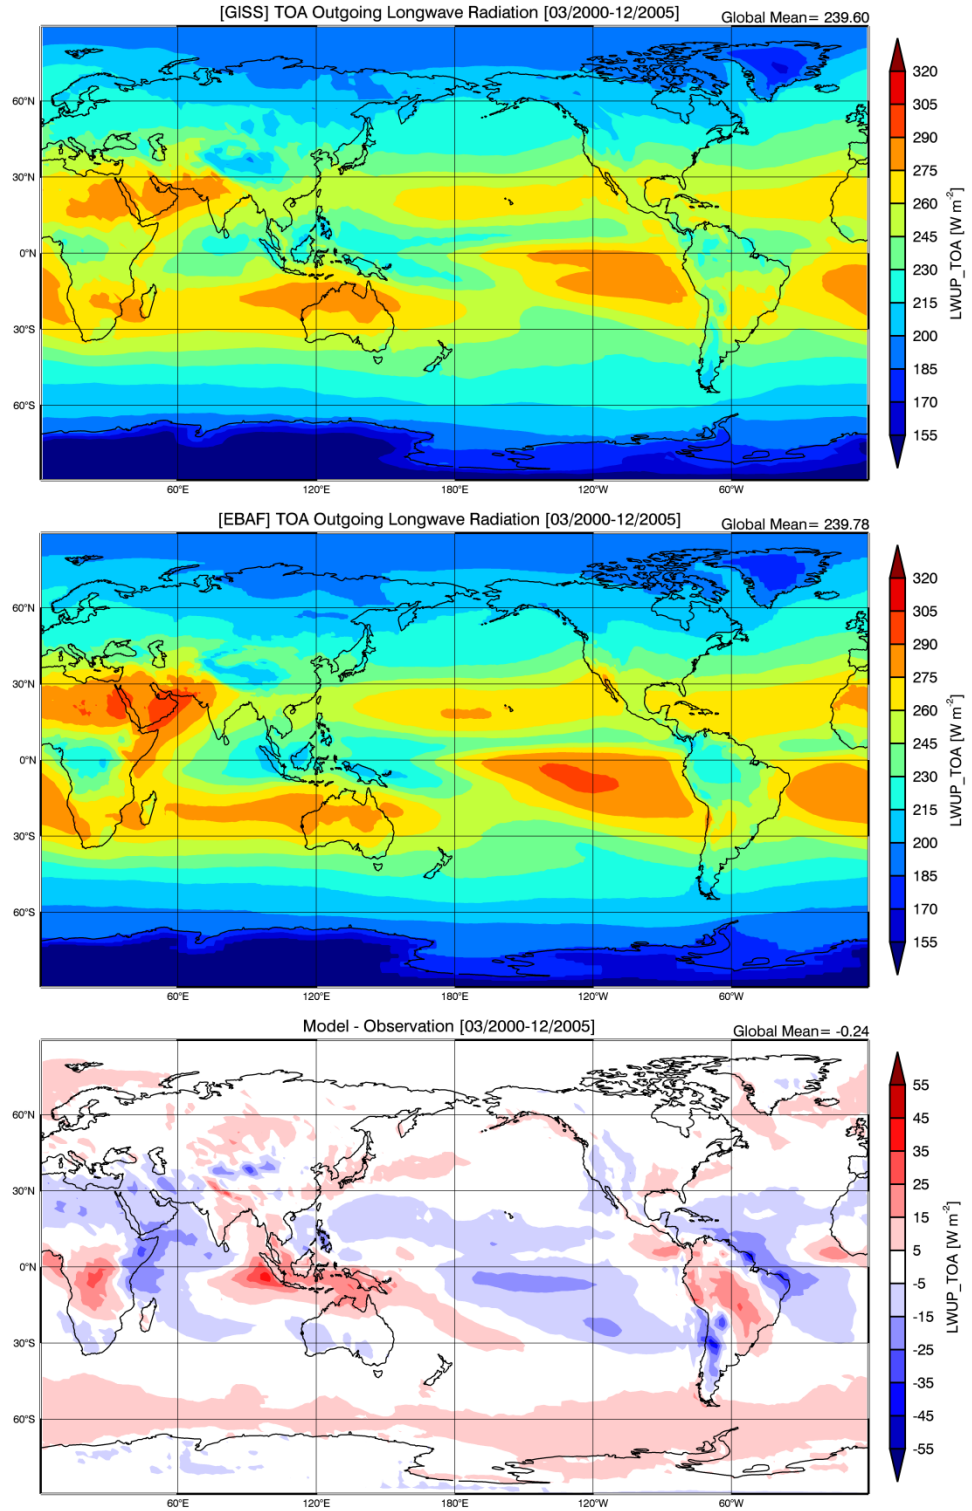 [GISS] TOA Outgoing Longwave Radiation [03/2000-12/2005]
Global Mean= 239.60
60°N
30°N
0°N
30°S
60°S
60°E
120°E
180°E
120°W
60°W
320
305
290
275
260
245
230
215
200
185
170
155
LWUP_TOA [W m-2]
[EBAF] TOA Outgoing Longwave Radiation [03/2000-12/2005]
Global Mean= 239.78
60°N
30°N
0°N
30°S
60°S
60°E
120°E
180°E
120°W
60°W
320
305
290
275
260
245
230
215
200
185
170
155
LWUP_TOA [W m-2]
Model - Observation [03/2000-12/2005]
Global Mean= -0.24
60°N
30°N
0°N
30°S
60°S
60°E
120°E
180°E
120°W
60°W
55
45
35
25
15
5
-5
-15
-25
-35
-45
-55
LWUP_TOA [W m-2]